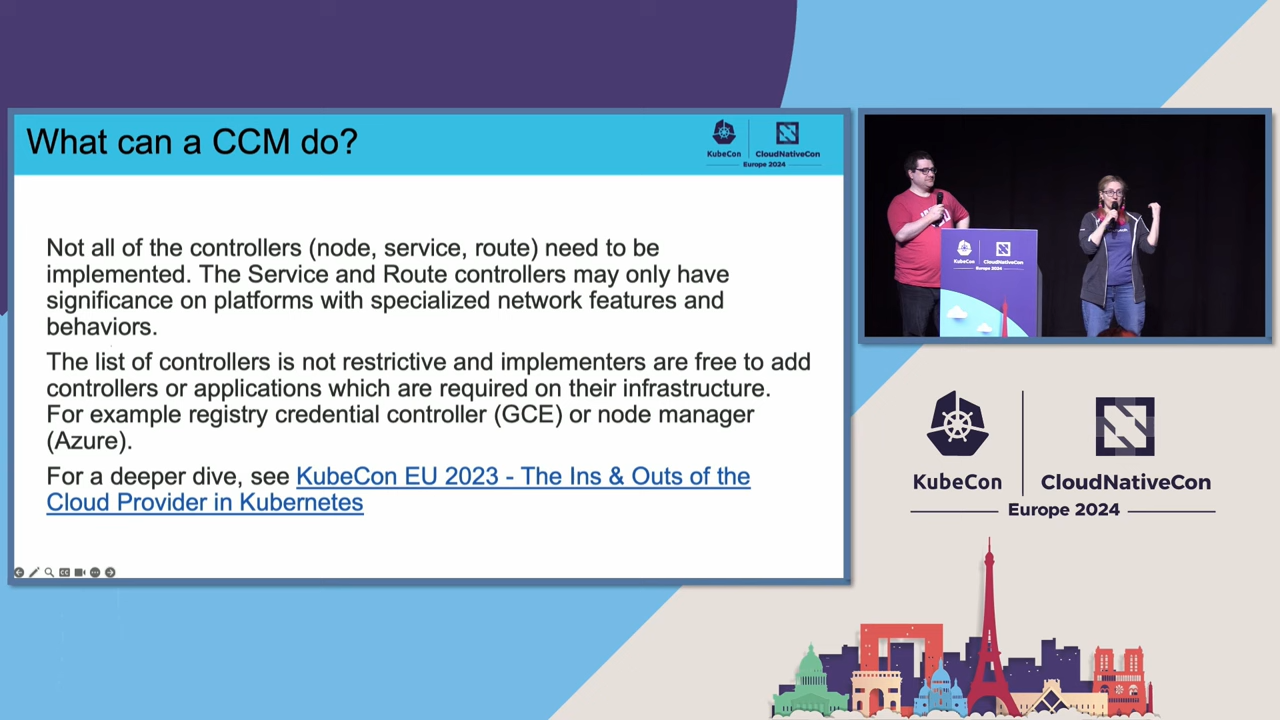 What can a CCM do?
KubeCon
CloudNativeCon
Europe 2024
Not all of the controllers (node, service, route) need to be
implemented. The Service and Route controllers may only have
significance on platforms with specialized network features and
behaviors.
The list of controllers is not restrictive and implementers are free to add
controllers or applications which are required on their infrastructure.
For example registry credential controller (GCE) or node manager
(Azure).
For a deeper dive, see KubeCon EU 2023 - The Ins & Outs of the
Cloud Provider in Kubernetes
KubeCon
CloudNativeCon
Europe 2024
KubeCon
CloudNativeCon
Europe 2024